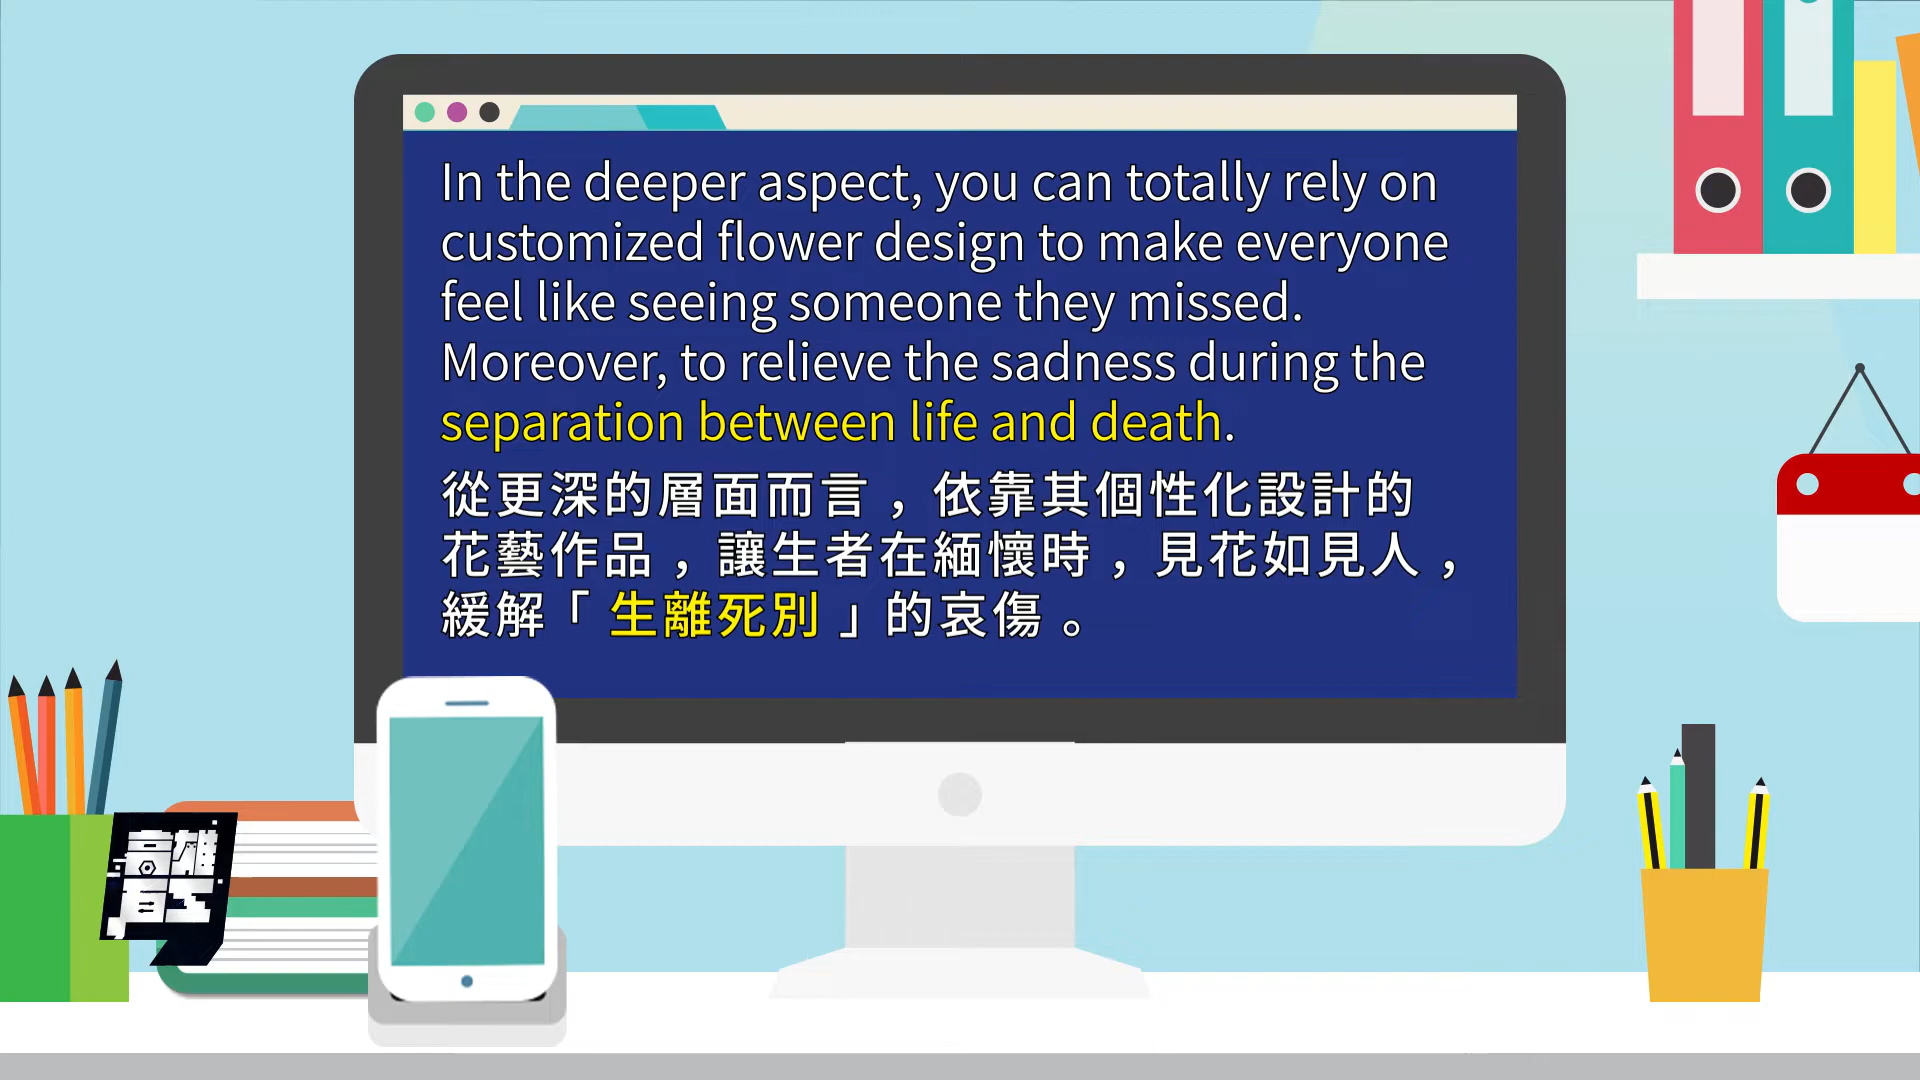 In the deeper aspect, you can totally rely on
customized flower design to make everyone
feel like seeing someone they missed.
Moreover, to relieve the sadness during the
separation between life and death.
從更深的層面而言，依靠其個性化設計的
花藝作品，讓生者在緬懷時，見花如見人，
緩解「生離死別」的哀傷。
高雄